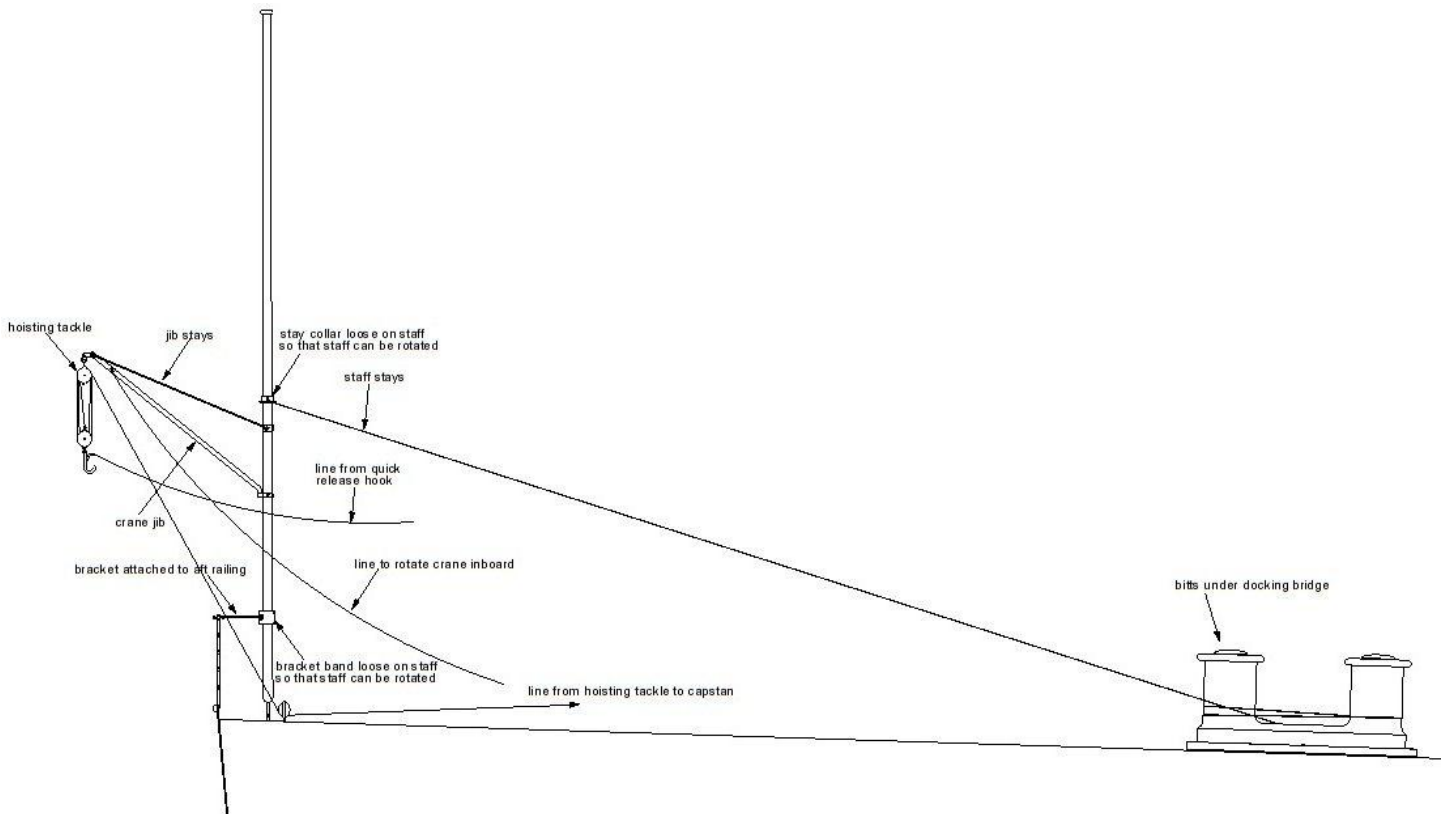 hoisting tackle
jib stays
stay collar loose on staff
so that staff can be rotated
staff stays
line from quick
release hook
crane jib
bracket attached to aft railing
line to rotate crane inboard
bitts under docking bridge
bracket band loose on staff
so that staff can be rotated
line from hoisting tackle to capstan